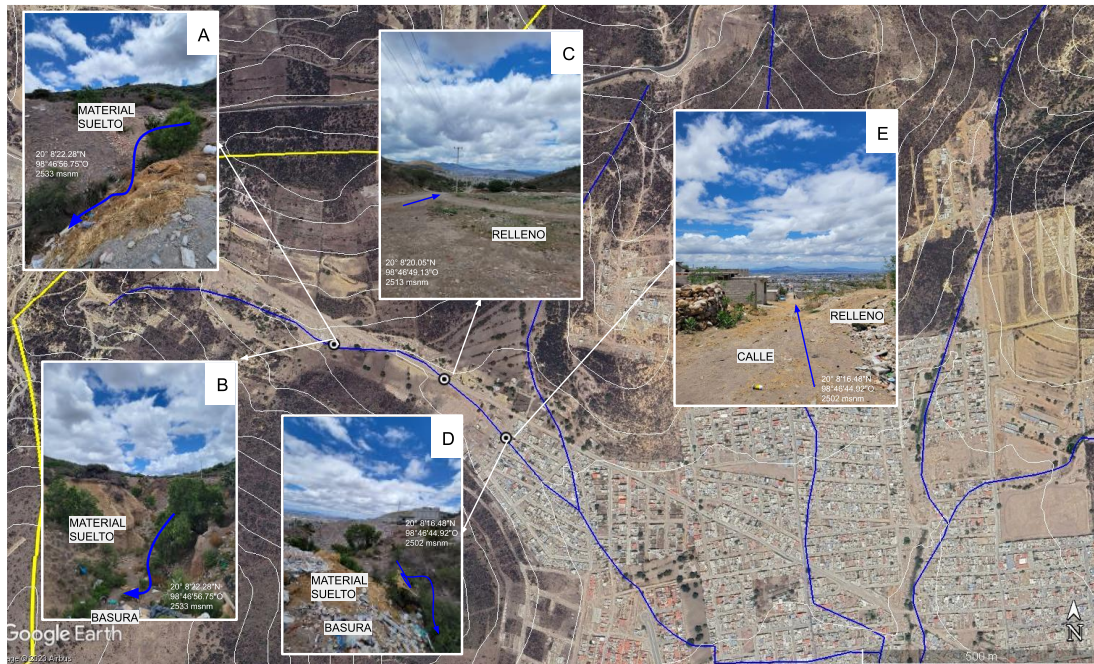 A
MATERIAL
SUELTO
20° 8'22.28"N
98°46'56.75"O
2533 msnm
C
RELLENO
20° 8'20.05"N
98°46'49.13"O
2513 msnm
E
RELLENO
CALLE
20° 8'16.48"N
98°46'44.92"O
2502 msnm
B
MATERIAL
SUELTO
20° 8'22.28"N
98°46'56.75"O
2533 msnm
BASURA
D
20° 8'16.48"N
98°46'44.92"O
2502 msnm
MATERIAL
SUELTO
BASURA
Google Earth
© 2023 Airbus
N
500 m